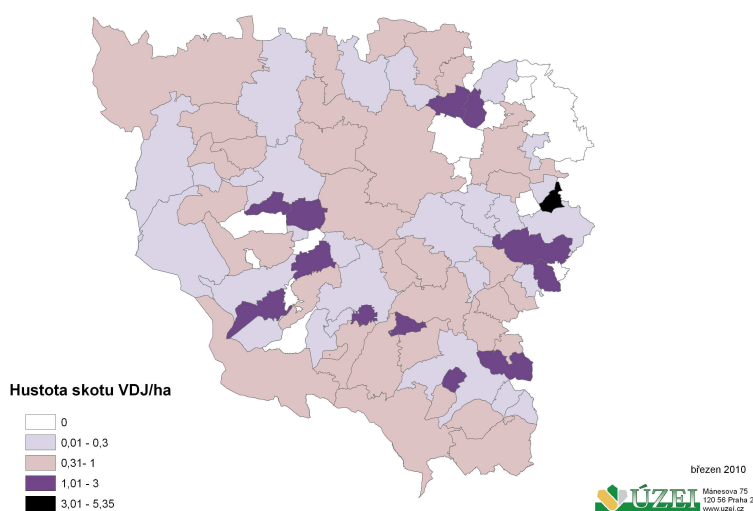 Hustota skotu VDJ/ha
0
0,01 - 0,3
0,31- 1
1,01 - 3
3,01 - 5,35
březen 2010
ÚZEI
Mánesova 75
120 56 Praha 2
www.uzei.cz